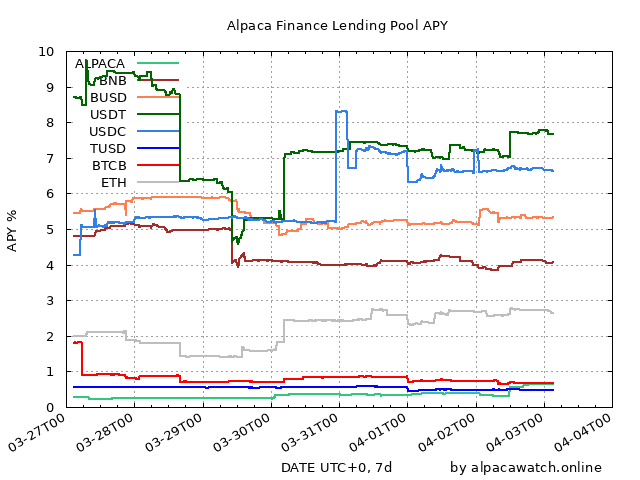 Alpaca Finance Lending Pool APY
10
9
8
7
6
5
4
3
2
1
0
APY %
ALPACA
BNB
BUSD
USDT
USDC
TUSD
BTCB
ETH
03-27T00
03-28T00
03-29T00
03-30T00
03-31T00
04-01T00
04-02T00
04-03T00
04-04T00
DATE UTC+0, 7d
by alpacawatch.online